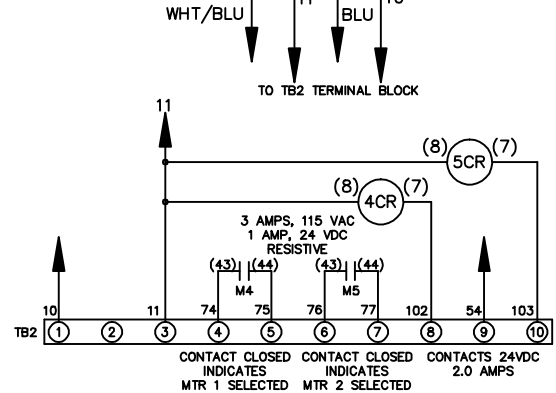 WHT/BLU
BLU
TO TB2 TERMINAL BLOCK
11
(8) 5CR (7)
(8) 4CR (7)
3 AMPS, 115 VAC
1 AMP, 24 VDC
RESISTIVE
(43) (44) (43) (44)
M4 M5
10 11 74 75 76 77 102 54 103
TB2 1 2 3 4 5 6 7 8 9 10
CONTACT CLOSED CONTACT CLOSED CONTACTS 24VDC
INDICATES INDICATES 2.0 AMPS
MTR 1 SELECTED MTR 2 SELECTED